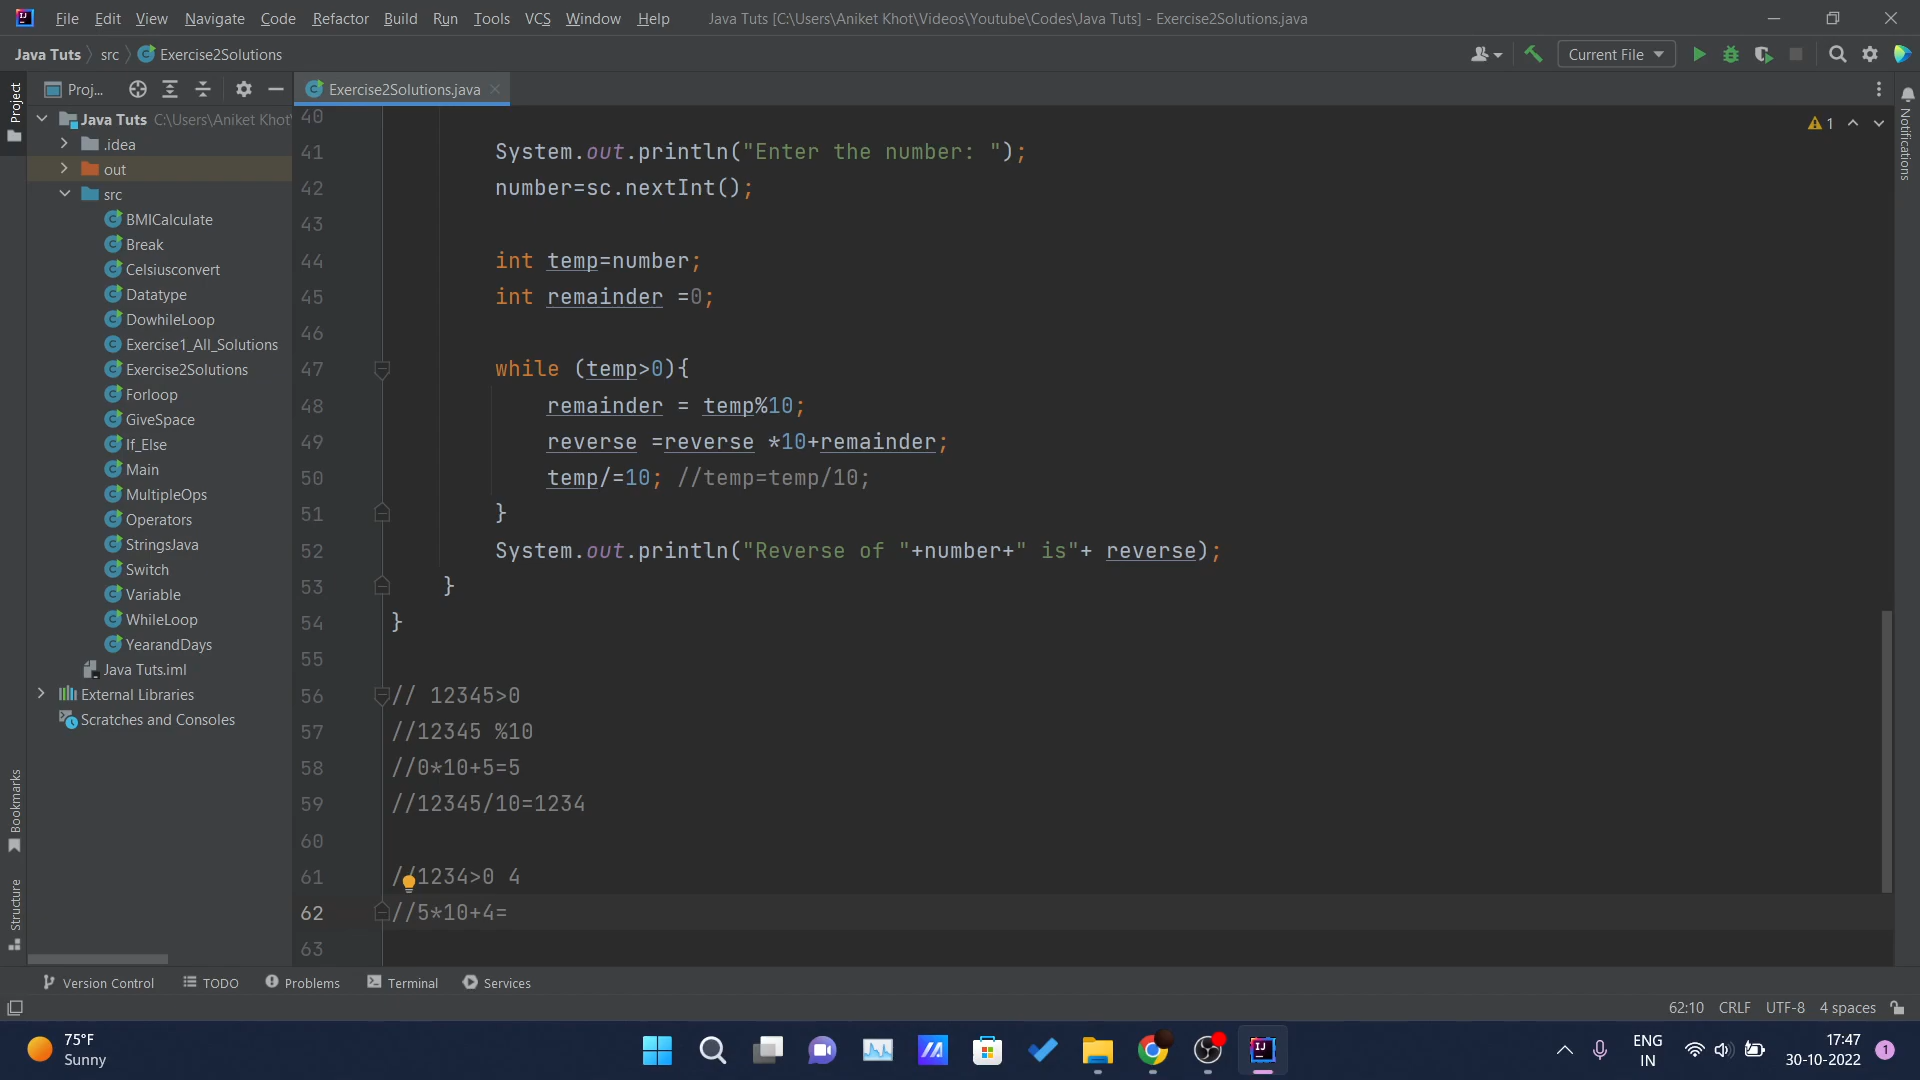 File Edit View Navigate Code Refactor Build Run Tools VCS Window Help Java Tuts [C:\Users\Aniket Khot\Videos\Youtube\Codes\Java Tuts] - Exercise2Solutions.java
Java Tuts src Exercise2Solutions Current File
Proj... Exercise2Solutions.java
Project
Java Tuts C:\Users\Aniket Khot\
.idea
out
src
BMICalculate
Break
Celsiusconvert
Datatype
DowhileLoop
Exercise1_All_Solutions
Exercise2Solutions
Forloop
GiveSpace
If_Else
Main
MultipleOps
Operators
StringsJava
Switch
Variable
WhileLoop
YearandDays
Java Tuts.iml
External Libraries
Scratches and Consoles
Bookmarks
Structure
40
41 System.out.println("Enter the number: ");
42 number=sc.nextInt();
43
44 int temp=number;
45 int remainder =0;
46
47 while (temp>0){
48 remainder = temp%10;
49 reverse =reverse *10+remainder;
50 temp/=10; //temp=temp/10;
51 }
52 System.out.println("Reverse of "+number+" is"+ reverse);
53 }
54 }
55
56 // 12345>0
57 //12345 %10
58 //0*10+5=5
59 //12345/10=1234
60
61 //1234>0 4
62 //5*10+4=
63
1
Notifications
Version Control TODO Problems Terminal Services
62:10 CRLF UTF-8 4 spaces
75°F
Sunny
ENG
IN
17:47
30-10-2022
1